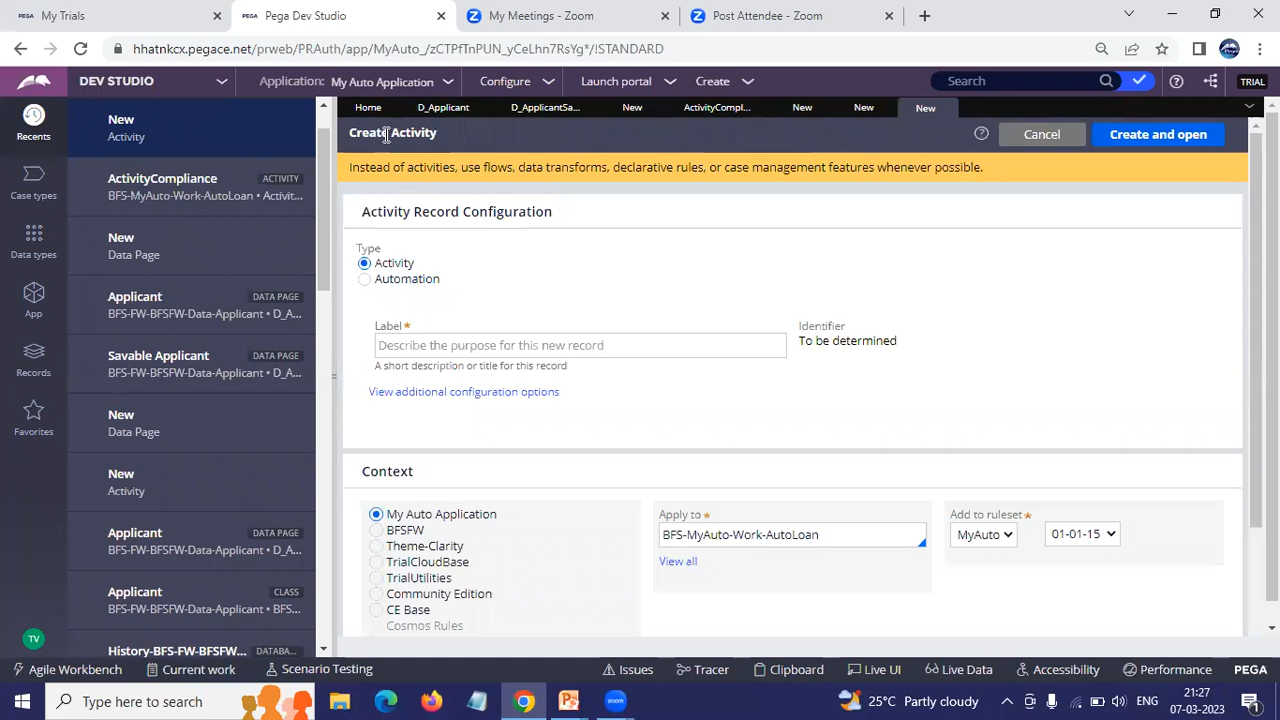 My Trials
Pega Dev Studio
My Meetings - Zoom
Post Attendee - Zoom
hhatnkcx.pegace.net/prweb/PRAuth/app/MyAuto_/zCTPfTnPUN_yCeLhn7RsYg*/!STANDARD
DEV STUDIO
Application: My Auto Application
Configure
Launch portal
Create
Search
TRIAL
Recents
Case types
Data types
App
Records
Favorites
TV
New
Activity
ActivityCompliance ACTIVITY
BFS-MyAuto-Work-AutoLoan • Activit...
New
Data Page
Applicant DATA PAGE
BFS-FW-BFSFW-Data-Applicant • D_A...
Savable Applicant DATA PAGE
BFS-FW-BFSFW-Data-Applicant • D_A...
New
Data Page
New
Activity
Applicant DATA PAGE
BFS-FW-BFSFW-Data-Applicant • D_A...
Applicant CLASS
BFS-FW-BFSFW-Data-Applicant • BFS...
History-BFS-FW-BFSFW... DATABA...
Home D_Applicant D_ApplicantSa... New ActivityCompl... New New New
Create Activity
Cancel
Create and open
Instead of activities, use flows, data transforms, declarative rules, or case management features whenever possible.
Activity Record Configuration
Type
Activity
Automation
Label*
Describe the purpose for this new record
A short description or title for this record
Identifier
To be determined
View additional configuration options
Context
My Auto Application
BFSFW
Theme-Clarity
TrialCloudBase
TrialUtilities
Community Edition
CE Base
Cosmos Rules
Apply to*
BFS-MyAuto-Work-AutoLoan
View all
Add to ruleset*
MyAuto
01-01-15
Agile Workbench Current work Scenario Testing Issues Tracer Clipboard Live UI Live Data Accessibility Performance PEGA
Type here to search
25°C Partly cloudy
ENG
21:27
07-03-2023
1